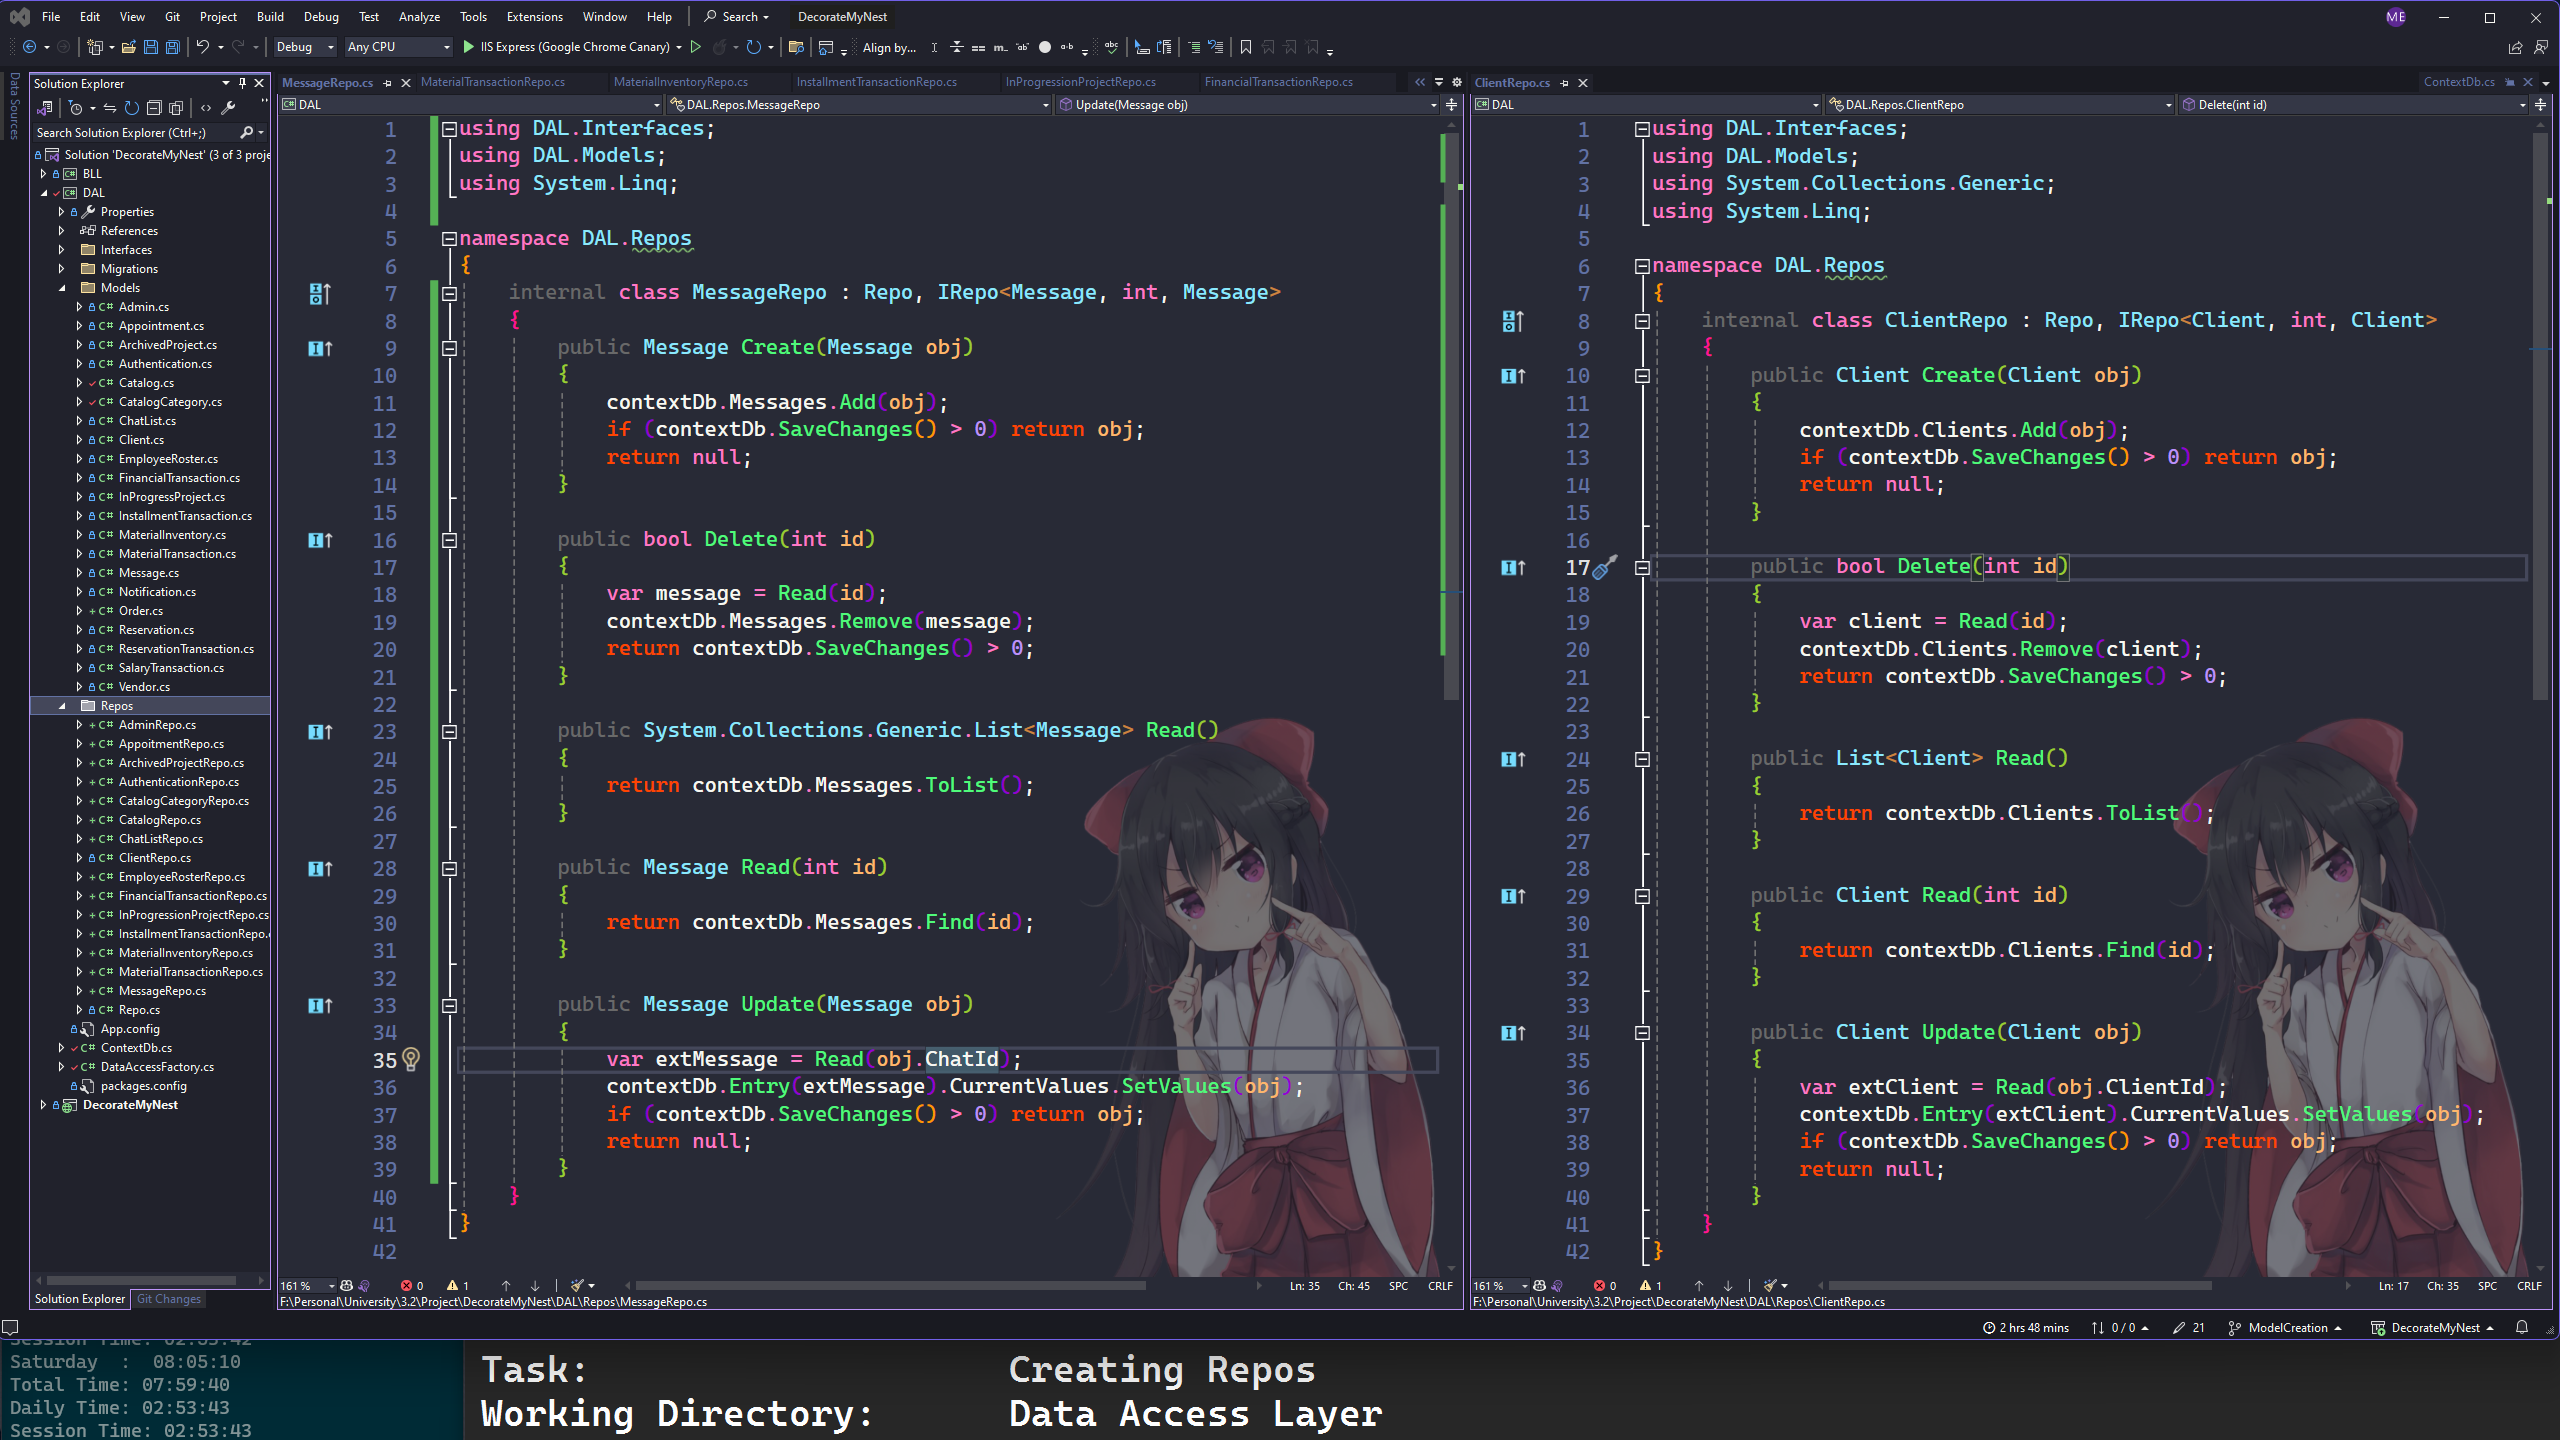 File Edit View Git Project Build Debug Test Analyze Tools Extensions Window Help Search DecorateMyNest ME
Debug Any CPU IIS Express (Google Chrome Canary) Align by...
Data Sources
Solution Explorer
Search Solution Explorer (Ctrl+;)
Solution 'DecorateMyNest' (3 of 3 proje
BLL
DAL
Properties
References
Interfaces
Migrations
Models
Admin.cs
Appointment.cs
ArchivedProject.cs
Authentication.cs
Catalog.cs
CatalogCategory.cs
ChatList.cs
Client.cs
EmployeeRoster.cs
FinancialTransaction.cs
InProgressProject.cs
InstallmentTransaction.cs
MaterialInventory.cs
MaterialTransaction.cs
Message.cs
Notification.cs
Order.cs
Reservation.cs
ReservationTransaction.cs
SalaryTransaction.cs
Vendor.cs
Repos
AdminRepo.cs
AppoitmentRepo.cs
ArchivedProjectRepo.cs
AuthenticationRepo.cs
CatalogCategoryRepo.cs
CatalogRepo.cs
ChatListRepo.cs
ClientRepo.cs
EmployeeRosterRepo.cs
FinancialTransactionRepo.cs
InProgressionProjectRepo.cs
InstallmentTransactionRepo.
MaterialInventoryRepo.cs
MaterialTransactionRepo.cs
MessageRepo.cs
Repo.cs
App.config
ContextDb.cs
DataAccessFactory.cs
packages.config
DecorateMyNest
Solution Explorer Git Changes
MessageRepo.cs MaterialTransactionRepo.cs MaterialInventoryRepo.cs InstallmentTransactionRepo.cs InProgressionProjectRepo.cs FinancialTransactionRepo.cs
DAL DAL.Repos.MessageRepo Update(Message obj)
1 using DAL.Interfaces;
2 using DAL.Models;
3 using System.Linq;
4
5 namespace DAL.Repos
6 {
7 internal class MessageRepo : Repo, IRepo<Message, int, Message>
8 {
9 public Message Create(Message obj)
10 {
11 contextDb.Messages.Add(obj);
12 if (contextDb.SaveChanges() > 0) return obj;
13 return null;
14 }
15
16 public bool Delete(int id)
17 {
18 var message = Read(id);
19 contextDb.Messages.Remove(message);
20 return contextDb.SaveChanges() > 0;
21 }
22
23 public System.Collections.Generic.List<Message> Read()
24 {
25 return contextDb.Messages.ToList();
26 }
27
28 public Message Read(int id)
29 {
30 return contextDb.Messages.Find(id);
31 }
32
33 public Message Update(Message obj)
34 {
35 var extMessage = Read(obj.ChatId);
36 contextDb.Entry(extMessage).CurrentValues.SetValues(obj);
37 if (contextDb.SaveChanges() > 0) return obj;
38 return null;
39 }
40 }
41 }
42
161 % 0 1 Ln: 35 Ch: 45 SPC CRLF
F:\Personal\University\3.2\Project\DecorateMyNest\DAL\Repos\MessageRepo.cs
ClientRepo.cs ContextDb.cs
DAL DAL.Repos.ClientRepo Delete(int id)
1 using DAL.Interfaces;
2 using DAL.Models;
3 using System.Collections.Generic;
4 using System.Linq;
5
6 namespace DAL.Repos
7 {
8 internal class ClientRepo : Repo, IRepo<Client, int, Client>
9 {
10 public Client Create(Client obj)
11 {
12 contextDb.Clients.Add(obj);
13 if (contextDb.SaveChanges() > 0) return obj;
14 return null;
15 }
16
17 public bool Delete(int id)
18 {
19 var client = Read(id);
20 contextDb.Clients.Remove(client);
21 return contextDb.SaveChanges() > 0;
22 }
23
24 public List<Client> Read()
25 {
26 return contextDb.Clients.ToList();
27 }
28
29 public Client Read(int id)
30 {
31 return contextDb.Clients.Find(id);
32 }
33
34 public Client Update(Client obj)
35 {
36 var extClient = Read(obj.ClientId);
37 contextDb.Entry(extClient).CurrentValues.SetValues(obj);
38 if (contextDb.SaveChanges() > 0) return obj;
39 return null;
40 }
41 }
42 }
161 % 0 1 Ln: 17 Ch: 35 SPC CRLF
F:\Personal\University\3.2\Project\DecorateMyNest\DAL\Repos\ClientRepo.cs
2 hrs 48 mins 0 / 0 21 ModelCreation DecorateMyNest
Session Time: 02:53:42
Saturday : 08:05:10
Total Time: 07:59:40
Daily Time: 02:53:43
Session Time: 02:53:43
Task: Creating Repos
Working Directory: Data Access Layer